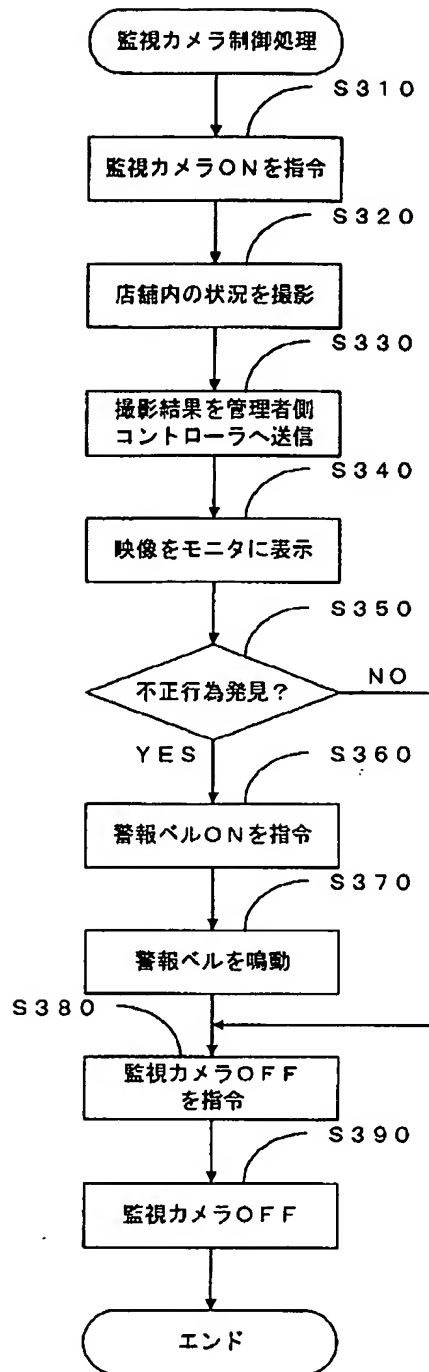 監視カメラ制御処理
S310
監視カメラONを指令
S320
店舗内の状況を撮影
S330
撮影結果を管理者側
コントローラへ送信
S340
映像をモニタに表示
S350
不正行為発見？
NO
YES
S360
警報ベルONを指令
S370
警報ベルを鳴動
S380
監視カメラOFF
を指令
S390
監視カメラOFF
エンド